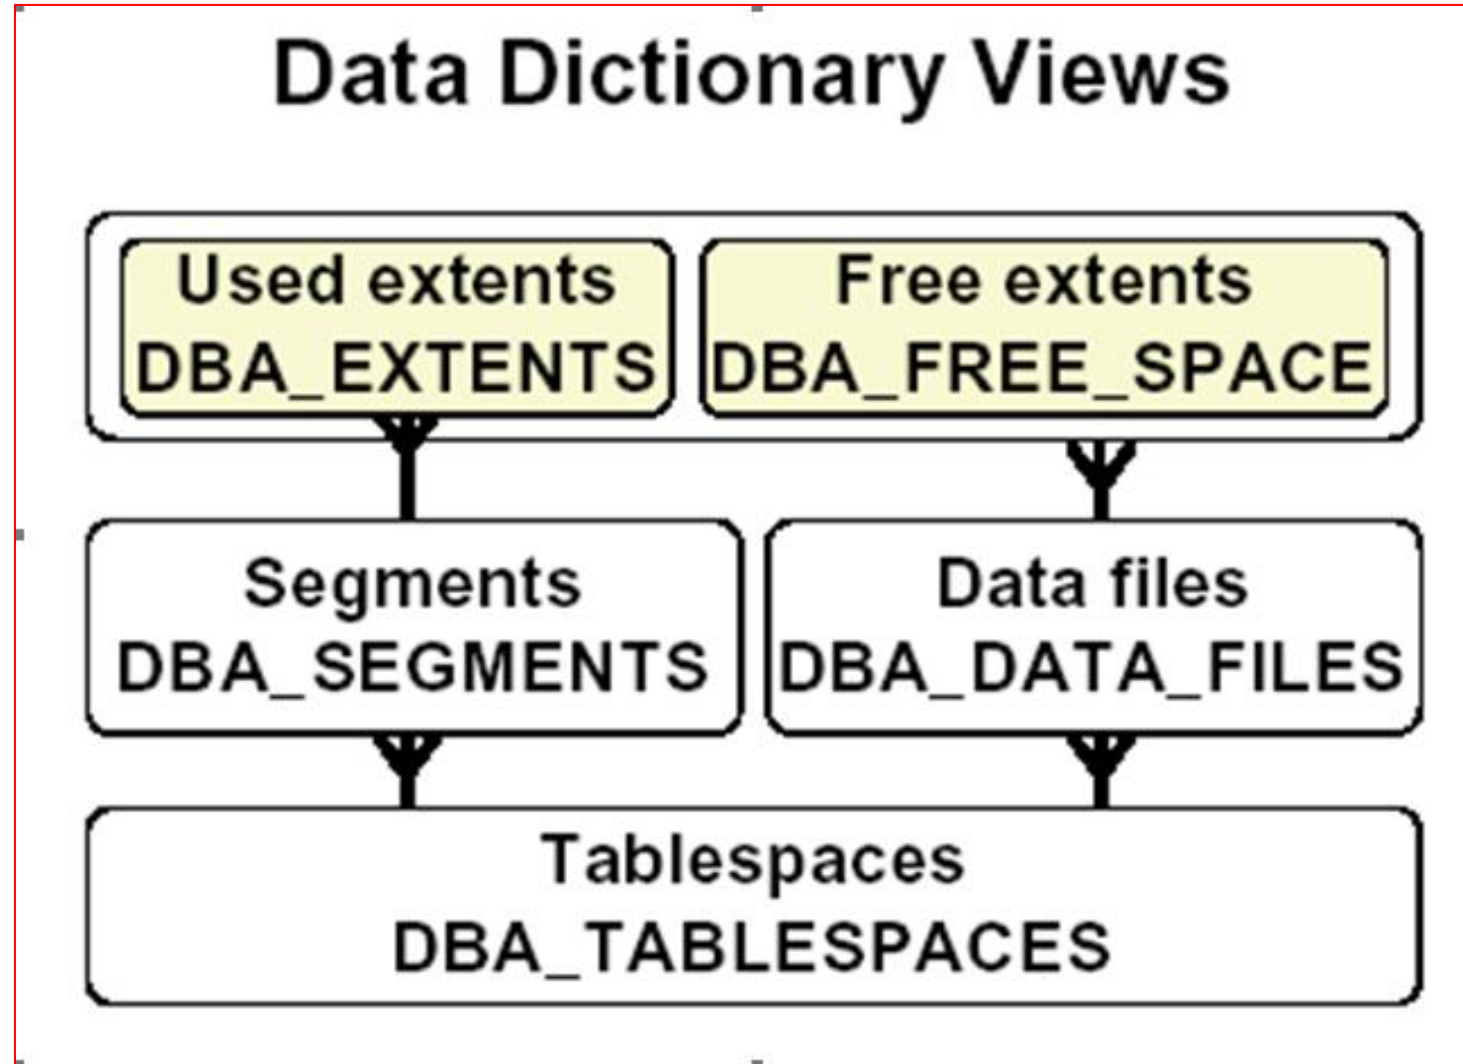 Data Dictionary Views
Used extents
DBA_EXTENTS
Free extents
DBA_FREE_SPACE
Segments
DBA_SEGMENTS
Data files
DBA_DATA_FILES
Tablespaces
DBA_TABLESPACES